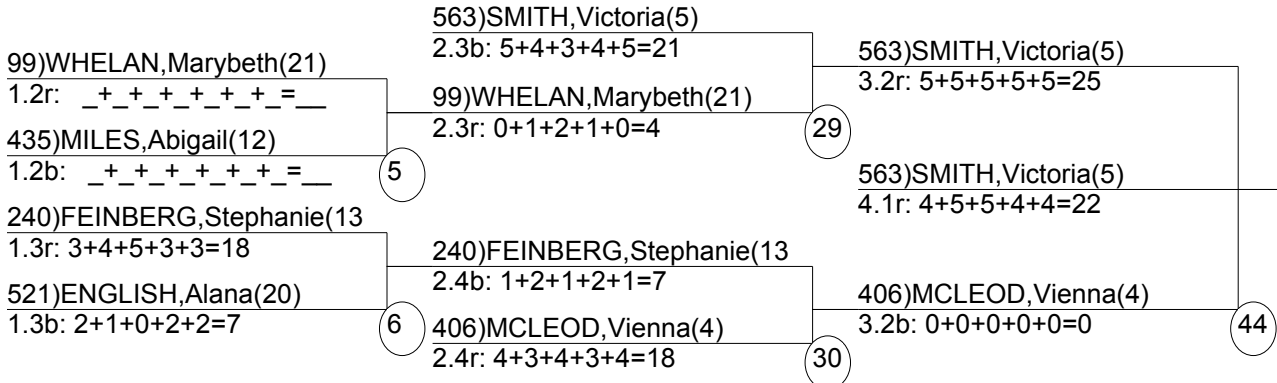 99)WHELAN,Marybeth(21)
1.2r: _+_+_+_+_+_+_=__
435)MILES,Abigail(12)
1.2b: _+_+_+_+_+_+_=__
5
240)FEINBERG,Stephanie(13
1.3r: 3+4+5+3+3=18
521)ENGLISH,Alana(20)
1.3b: 2+1+0+2+2=7
6
563)SMITH,Victoria(5)
2.3b: 5+4+3+4+5=21
99)WHELAN,Marybeth(21)
2.3r: 0+1+2+1+0=4
29
240)FEINBERG,Stephanie(13
2.4b: 1+2+1+2+1=7
406)MCLEOD,Vienna(4)
2.4r: 4+3+4+3+4=18
30
563)SMITH,Victoria(5)
3.2r: 5+5+5+5+5=25
563)SMITH,Victoria(5)
4.1r: 4+5+5+4+4=22
406)MCLEOD,Vienna(4)
3.2b: 0+0+0+0+0=0
44